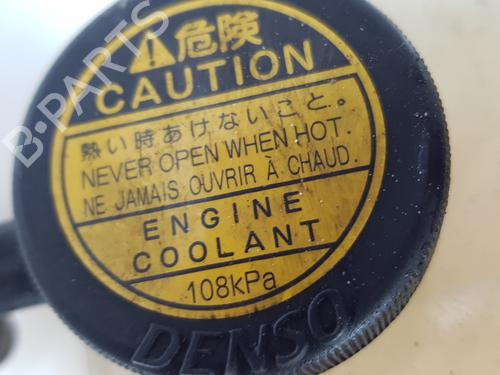 B-PARTS
危険
CAUTION
熱い時あけないこと。
NEVER OPEN WHEN HOT.
NE JAMAIS OUVRIR À CHAUD.
ENGINE
COOLANT
108kPa
DENSO